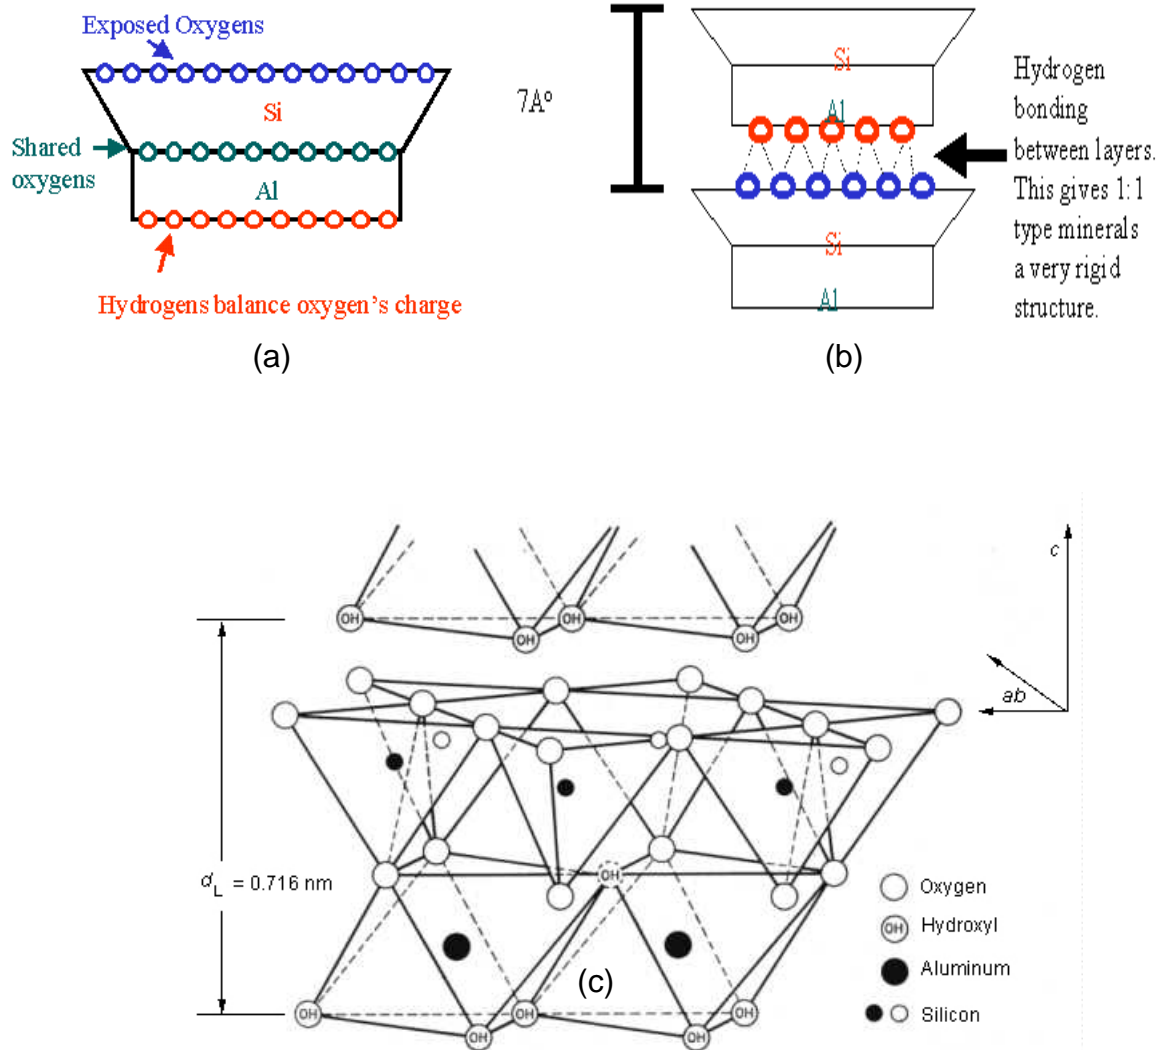 Exposed Oxygens
Si
Shared
oxygens
Al
Hydrogens balance oxygen's charge
(a)
7A°
Si
Al
Si
Al
Hydrogen
bonding
between layers.
This gives 1:1
type minerals
a very rigid
structure.
(b)
c
ab
OH
OH
OH
OH
OH
OH
dL = 0.716 nm
OH
OH
OH
OH
OH
(c)
Oxygen
OH Hydroxyl
Aluminum
Silicon